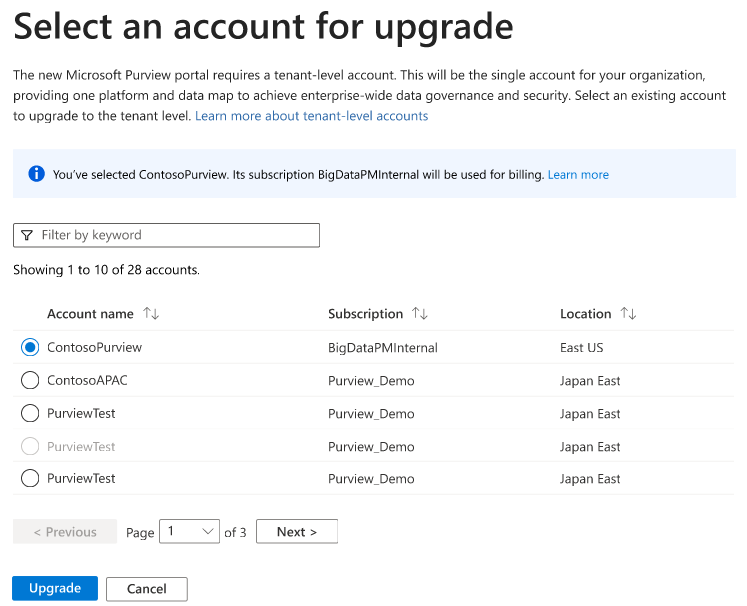 Select an account for upgrade
The new Microsoft Purview portal requires a tenant-level account. This will be the single account for your organization,
providing one platform and data map to achieve enterprise-wide data governance and security. Select an existing account
to upgrade to the tenant level. Learn more about tenant-level accounts
You've selected ContosoPurview. Its subscription BigDataPMInternal will be used for billing. Learn more
Filter by keyword
Showing 1 to 10 of 28 accounts.
Account name Subscription Location
ContosoPurview BigDataPMInternal East US
ContosoAPAC Purview_Demo Japan East
PurviewTest Purview_Demo Japan East
PurviewTest Purview_Demo Japan East
PurviewTest Purview_Demo Japan East
< Previous Page 1 of 3 Next >
Upgrade Cancel